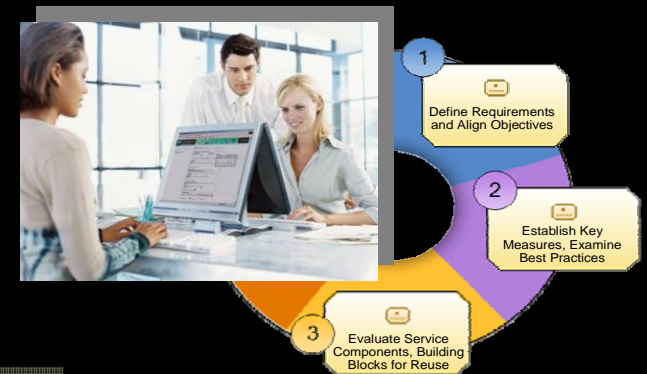 1
Define Requirements
and Align Objectives
2
Establish Key
Measures, Examine
Best Practices
3
Evaluate Service
Components, Building
Blocks for Reuse